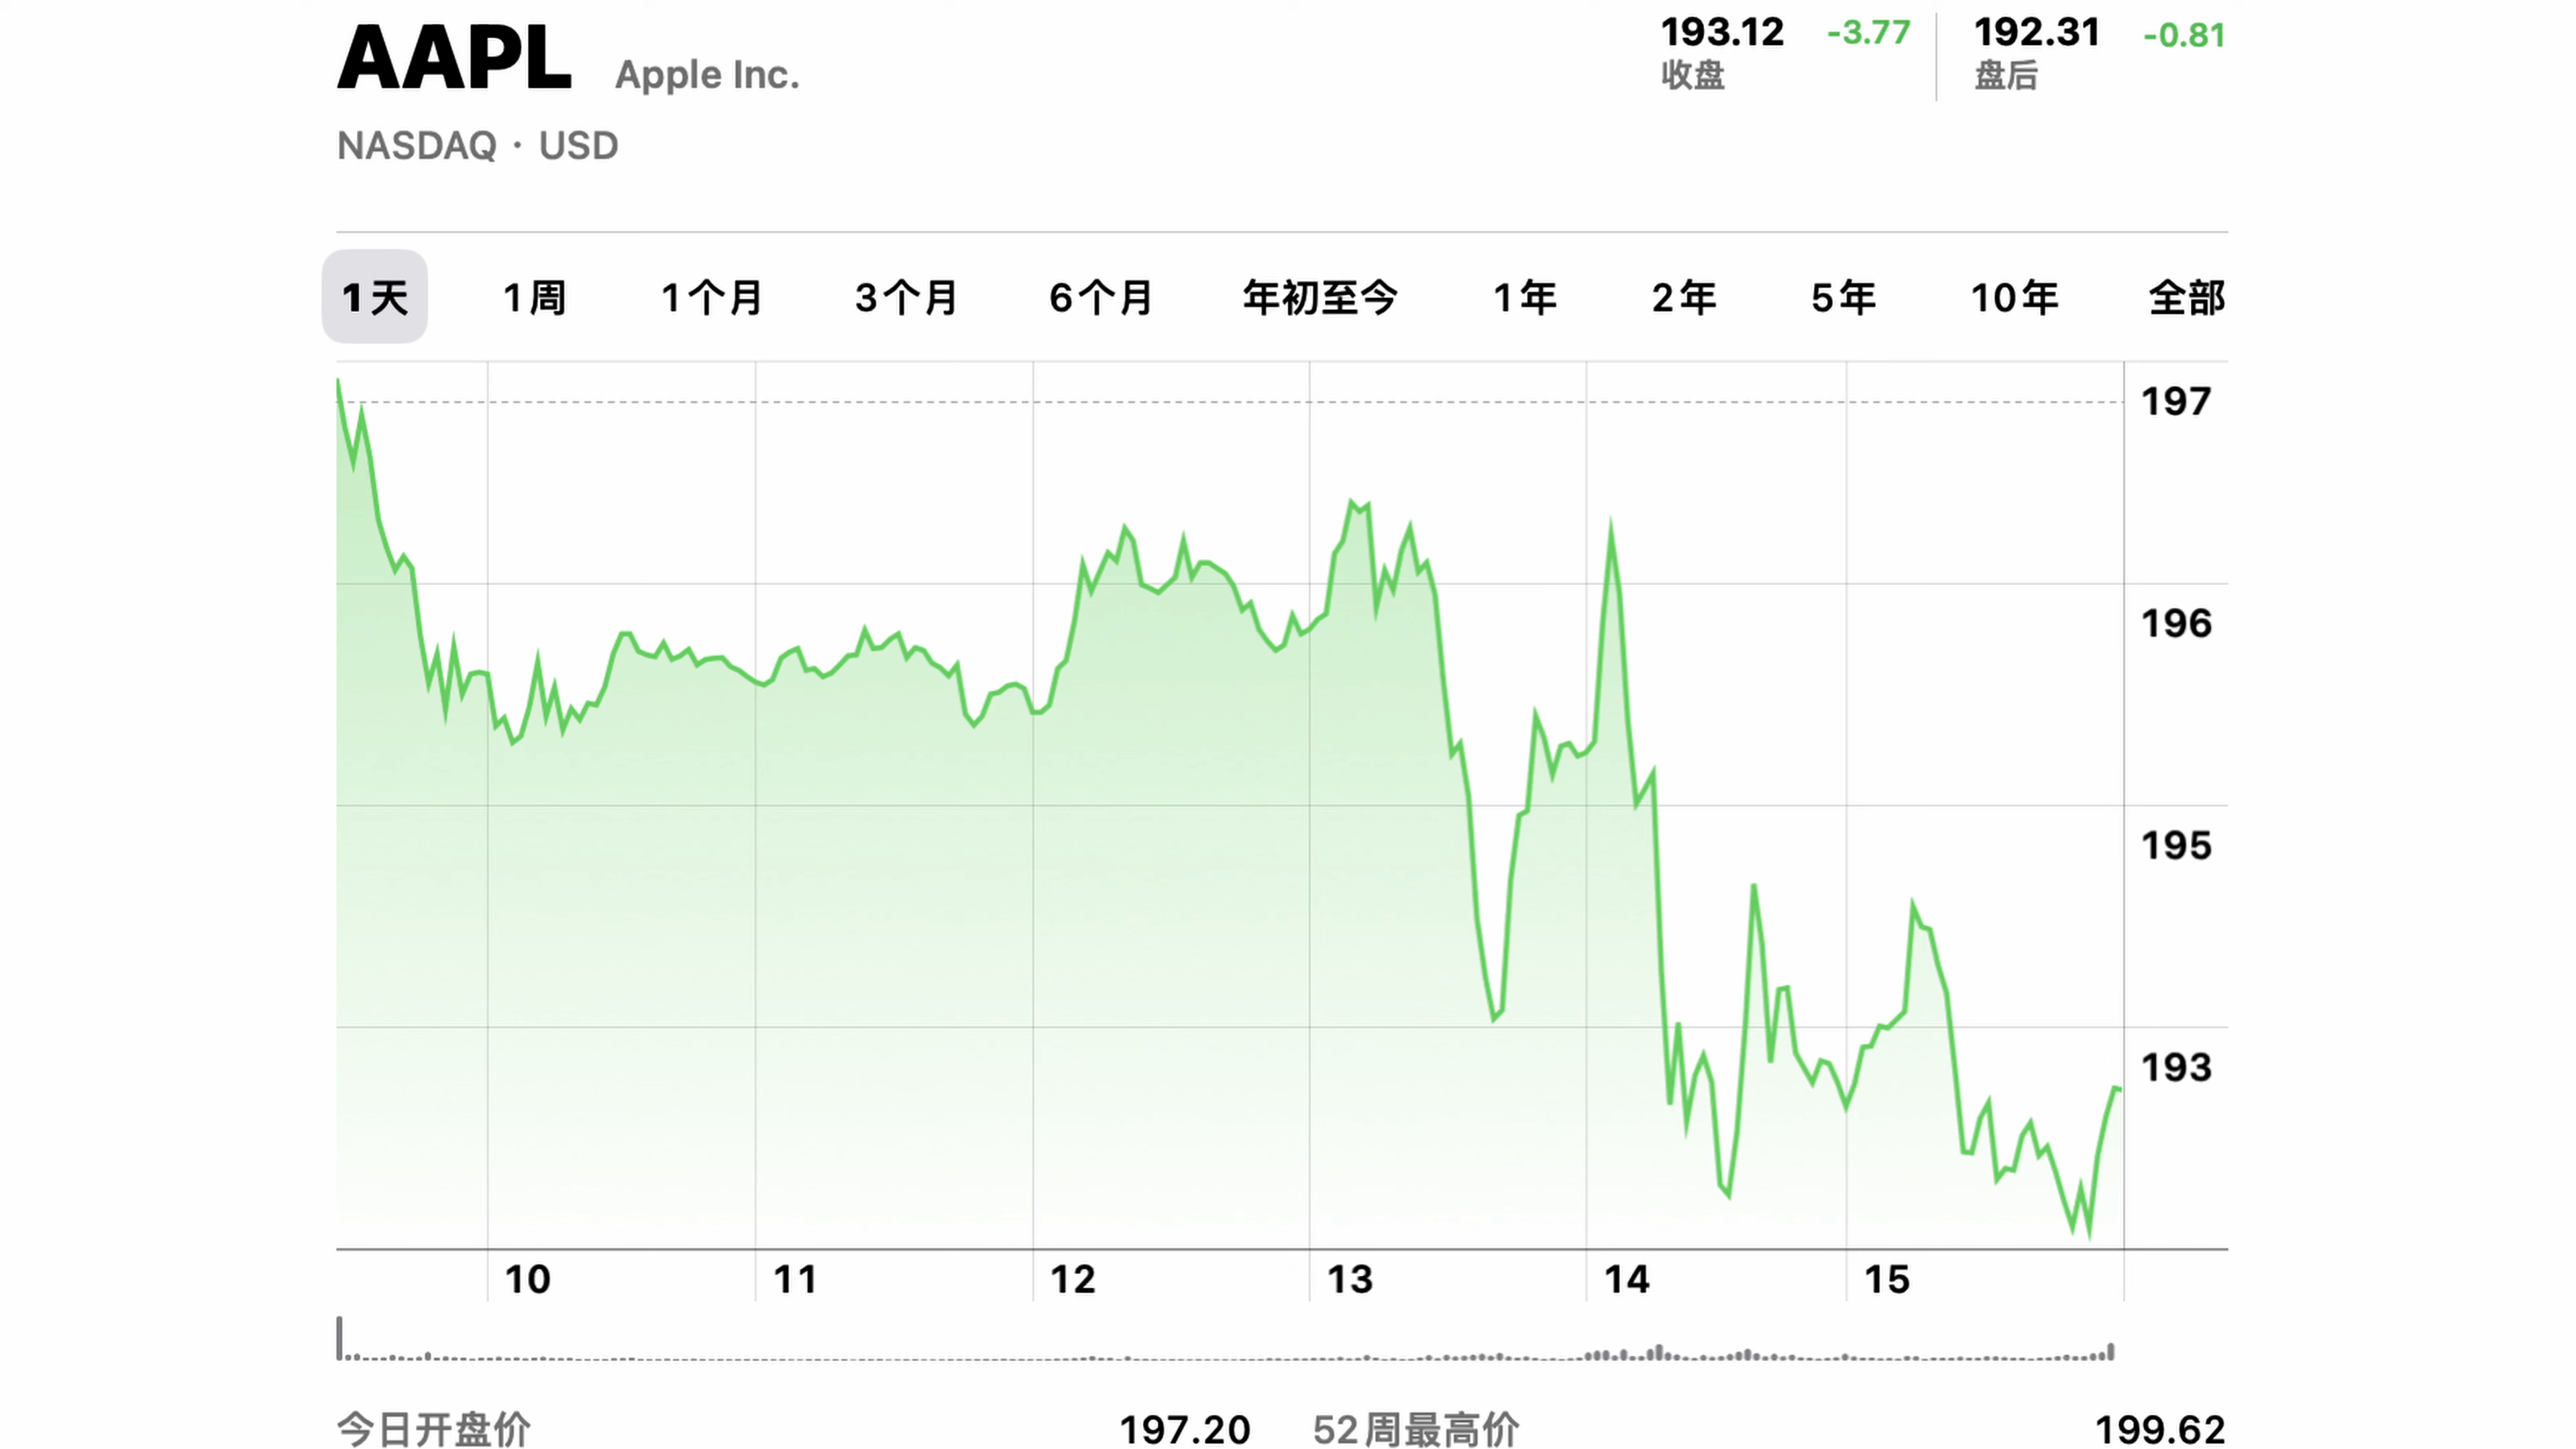 AAPL Apple Inc. 193.12 -3.77 192.31 -0.81
收盘 盘后
NASDAQ · USD
1天 1周 1个月 3个月 6个月 年初至今 1年 2年 5年 10年 全部
197
196
195
193
10 11 12 13 14 15
今日开盘价 197.20 52周最高价 199.62